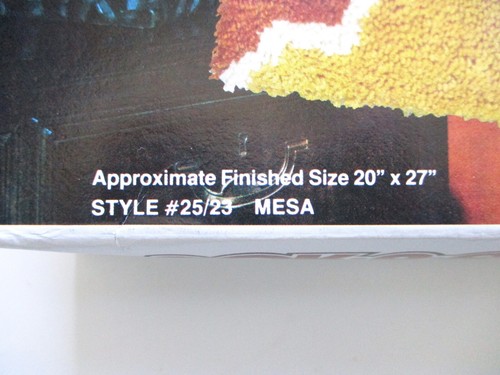 Approximate Finished Size 20" x 27"
STYLE #25/23 MESA